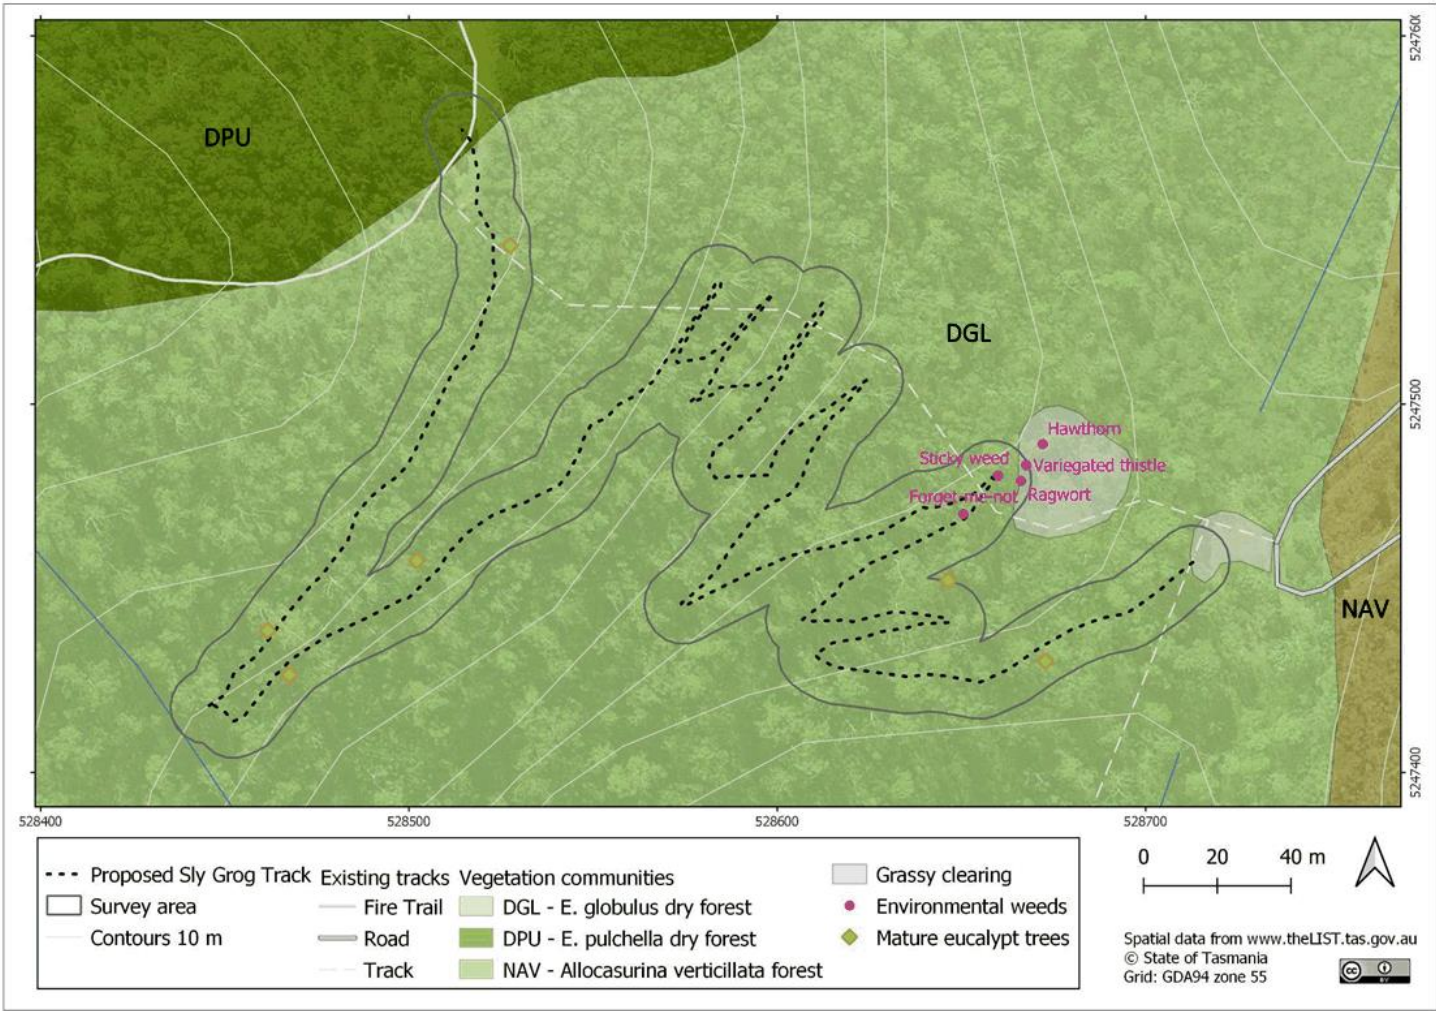 5247600
DPU
DGL
5247500
Hawthorn
Sticky weed
Variegated thistle
Forget-me-not
Ragwort
NAV
5247400
528400
528500
528600
528700
Proposed Sly Grog Track
Survey area
Contours 10 m
Existing tracks
Fire Trail
Road
Track
Vegetation communities
DGL - E. globulus dry forest
DPU - E. pulchella dry forest
NAV - Allocasurina verticillata forest
Grassy clearing
Environmental weeds
Mature eucalypt trees
0 20 40 m
Spatial data from www.theLIST.tas.gov.au
© State of Tasmania
Grid: GDA94 zone 55
cc BY